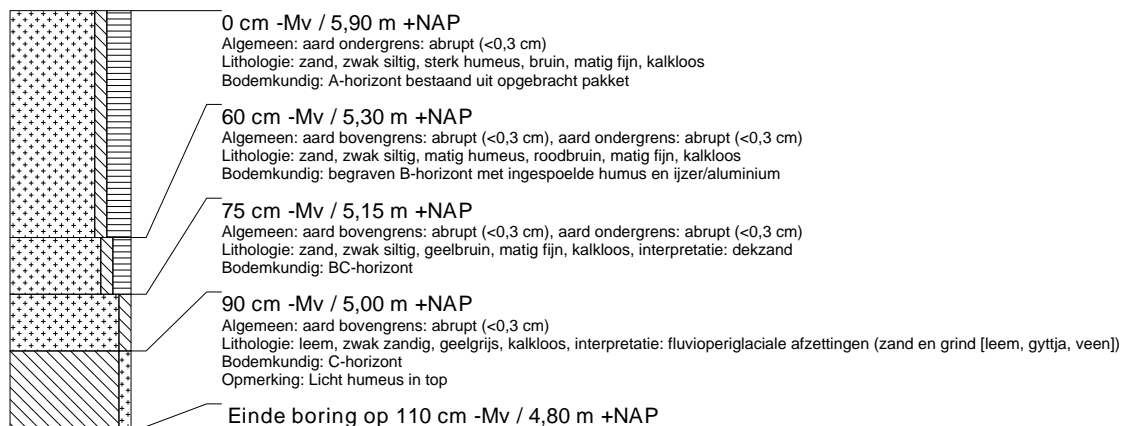 0 cm -Mv / 5,90 m +NAP
Algemeen: aard ondergrens: abrupt (<0,3 cm)
Lithologie: zand, zwak siltig, sterk humeus, bruin, matig fijn, kalkloos
Bodemkundig: A-horizont bestaand uit opgebracht pakket
60 cm -Mv / 5,30 m +NAP
Algemeen: aard bovengrens: abrupt (<0,3 cm), aard ondergrens: abrupt (<0,3 cm)
Lithologie: zand, zwak siltig, matig humeus, roodbruin, matig fijn, kalkloos
Bodemkundig: begraven B-horizont met ingespoelde humus en ijzer/aluminium
75 cm -Mv / 5,15 m +NAP
Algemeen: aard bovengrens: abrupt (<0,3 cm), aard ondergrens: abrupt (<0,3 cm)
Lithologie: zand, zwak siltig, geelbruin, matig fijn, kalkloos, interpretatie: dekzand
Bodemkundig: BC-horizont
90 cm -Mv / 5,00 m +NAP
Algemeen: aard bovengrens: abrupt (<0,3 cm)
Lithologie: leem, zwak zandig, geelgrijs, kalkloos, interpretatie: fluvioperiglaciale afzettingen (zand en grind [leem, gyttja, veen])
Bodemkundig: C-horizont
Opmerking: Licht humeus in top
Einde boring op 110 cm -Mv / 4,80 m +NAP